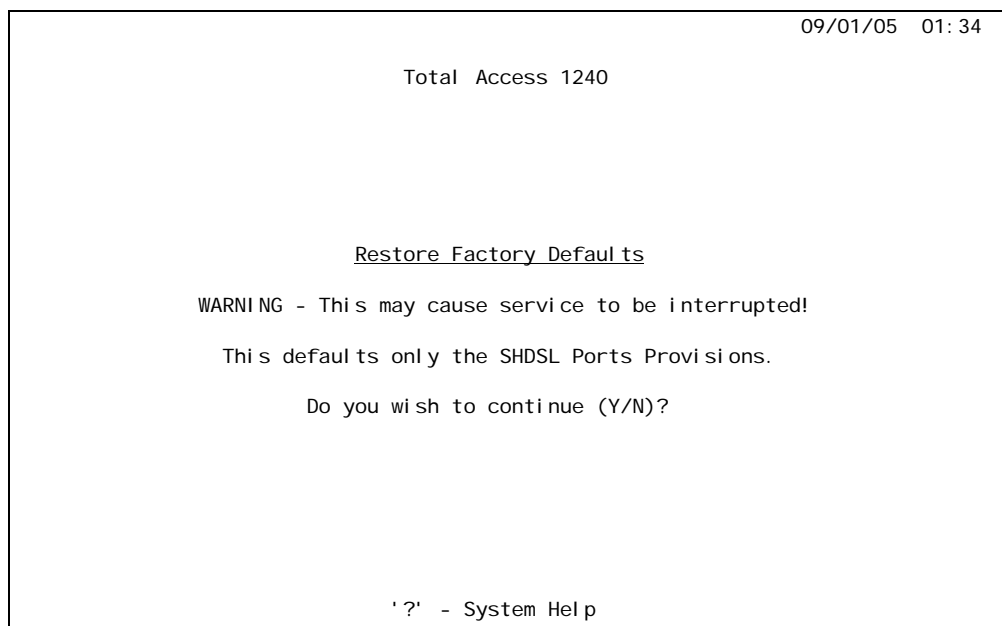 09/01/05 01:34
Total Access 1240
Restore Factory Defaults
WARNING - This may cause service to be interrupted!
This defaults only the SHDSL Ports Provisions.
Do you wish to continue (Y/N)?
'?' - System Help